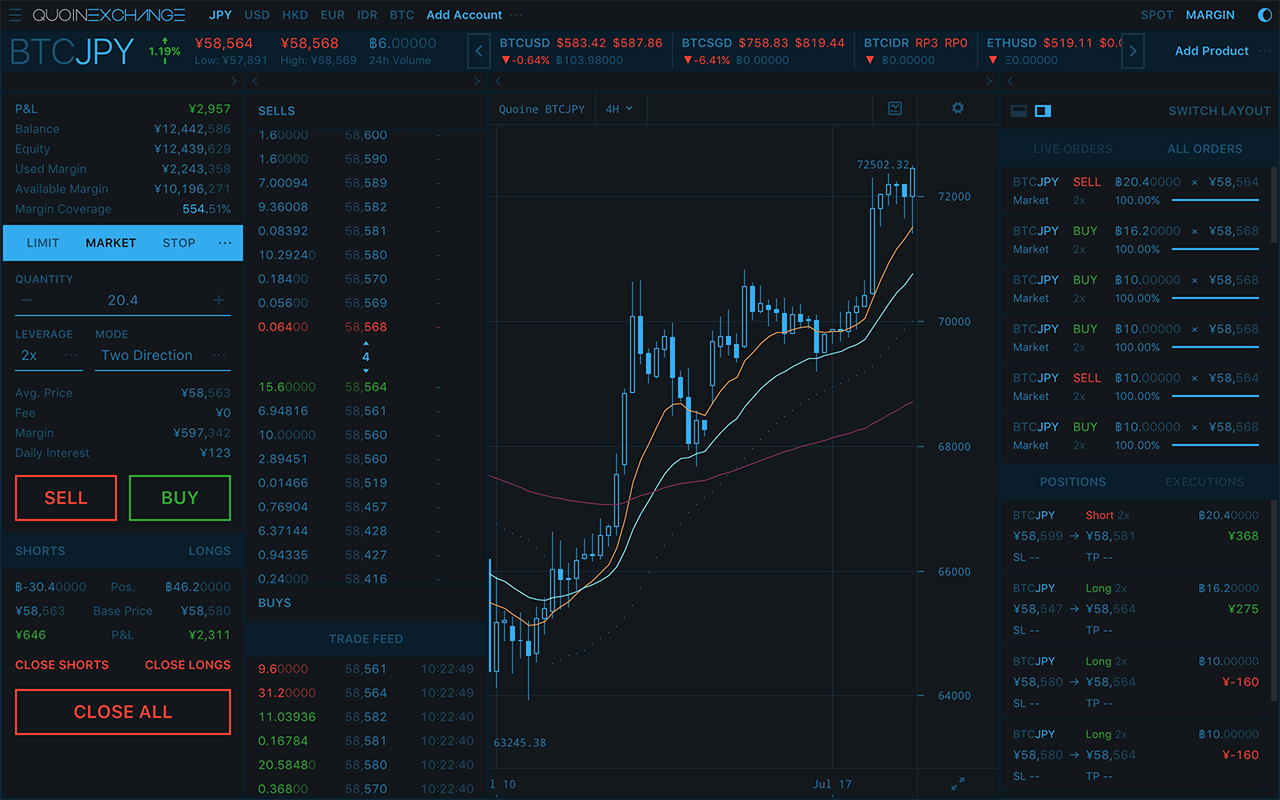 QUOINEXCHANGE JPY USD HKD EUR IDR BTC Add Account ··· SPOT MARGIN
BTCJPY 1.19% ¥58,564 Low: ¥57,891 ¥58,568 High: ¥58,569 ฿6.00000 24h Volume
BTCUSD $583.42 $587.86
▼-0.64% ฿103.98000
BTCSGD $758.83 $819.44
▼-6.41% ฿0.00000
BTCIDR RP3 RP0
▼ ฿0.00000
ETHUSD $519.11 $0.
▼ Ξ0.00000
Add Product ···
P&L ¥2,957
Balance ¥12,442,586
Equity ¥12,439,629
Used Margin ¥2,243,358
Available Margin ¥10,196,271
Margin Coverage 554.51%
LIMIT MARKET STOP ···
QUANTITY
− 20.4 +
LEVERAGE MODE
2x ··· Two Direction ···
Avg. Price ¥58,563
Fee ¥0
Margin ¥597,342
Daily Interest ¥123
SELL BUY
SHORTS LONGS
฿-30.40000 Pos. ฿46.20000
¥58,563 Base Price ¥58,580
¥646 P&L ¥2,311
CLOSE SHORTS CLOSE LONGS
CLOSE ALL
SELLS
1.60000 58,600 -
1.60000 58,590 -
7.00094 58,589 -
9.36008 58,582 -
0.08392 58,581 -
10.29240 58,580 -
0.18400 58,570 -
0.05600 58,569 -
0.06400 58,568 -
4
15.60000 58,564 -
6.94816 58,561 -
10.00000 58,560 -
2.89451 58,560 -
0.01466 58,519 -
0.76904 58,457 -
6.37144 58,428 -
0.94335 58,427 -
0.24000 58,416 -
BUYS
TRADE FEED
9.60000 58,561 10:22:49
31.20000 58,564 10:22:49
11.03936 58,582 10:22:40
0.16784 58,581 10:22:40
20.58480 58,580 10:22:40
0.36800 58,570 10:22:40
Quoine BTCJPY 4H
72502.32
72000
70000
68000
66000
64000
63245.38
l 10 Jul 17
SWITCH LAYOUT
LIVE ORDERS ALL ORDERS
BTCJPY SELL ฿20.40000 × ¥58,564
Market 2x 100.00%
BTCJPY BUY ฿16.20000 × ¥58,568
Market 2x 100.00%
BTCJPY BUY ฿10.00000 × ¥58,568
Market 2x 100.00%
BTCJPY BUY ฿10.00000 × ¥58,568
Market 2x 100.00%
BTCJPY SELL ฿10.00000 × ¥58,564
Market 2x 100.00%
BTCJPY BUY ฿10.00000 × ¥58,568
Market 2x 100.00%
POSITIONS EXECUTIONS
BTCJPY Short 2x ฿20.40000
¥58,599 → ¥58,581 ¥368
SL -- TP --
BTCJPY Long 2x ฿16.20000
¥58,547 → ¥58,564 ¥275
SL -- TP --
BTCJPY Long 2x ฿10.00000
¥58,580 → ¥58,564 ¥-160
SL -- TP --
BTCJPY Long 2x ฿10.00000
¥58,580 → ¥58,564 ¥-160
SL -- TP --